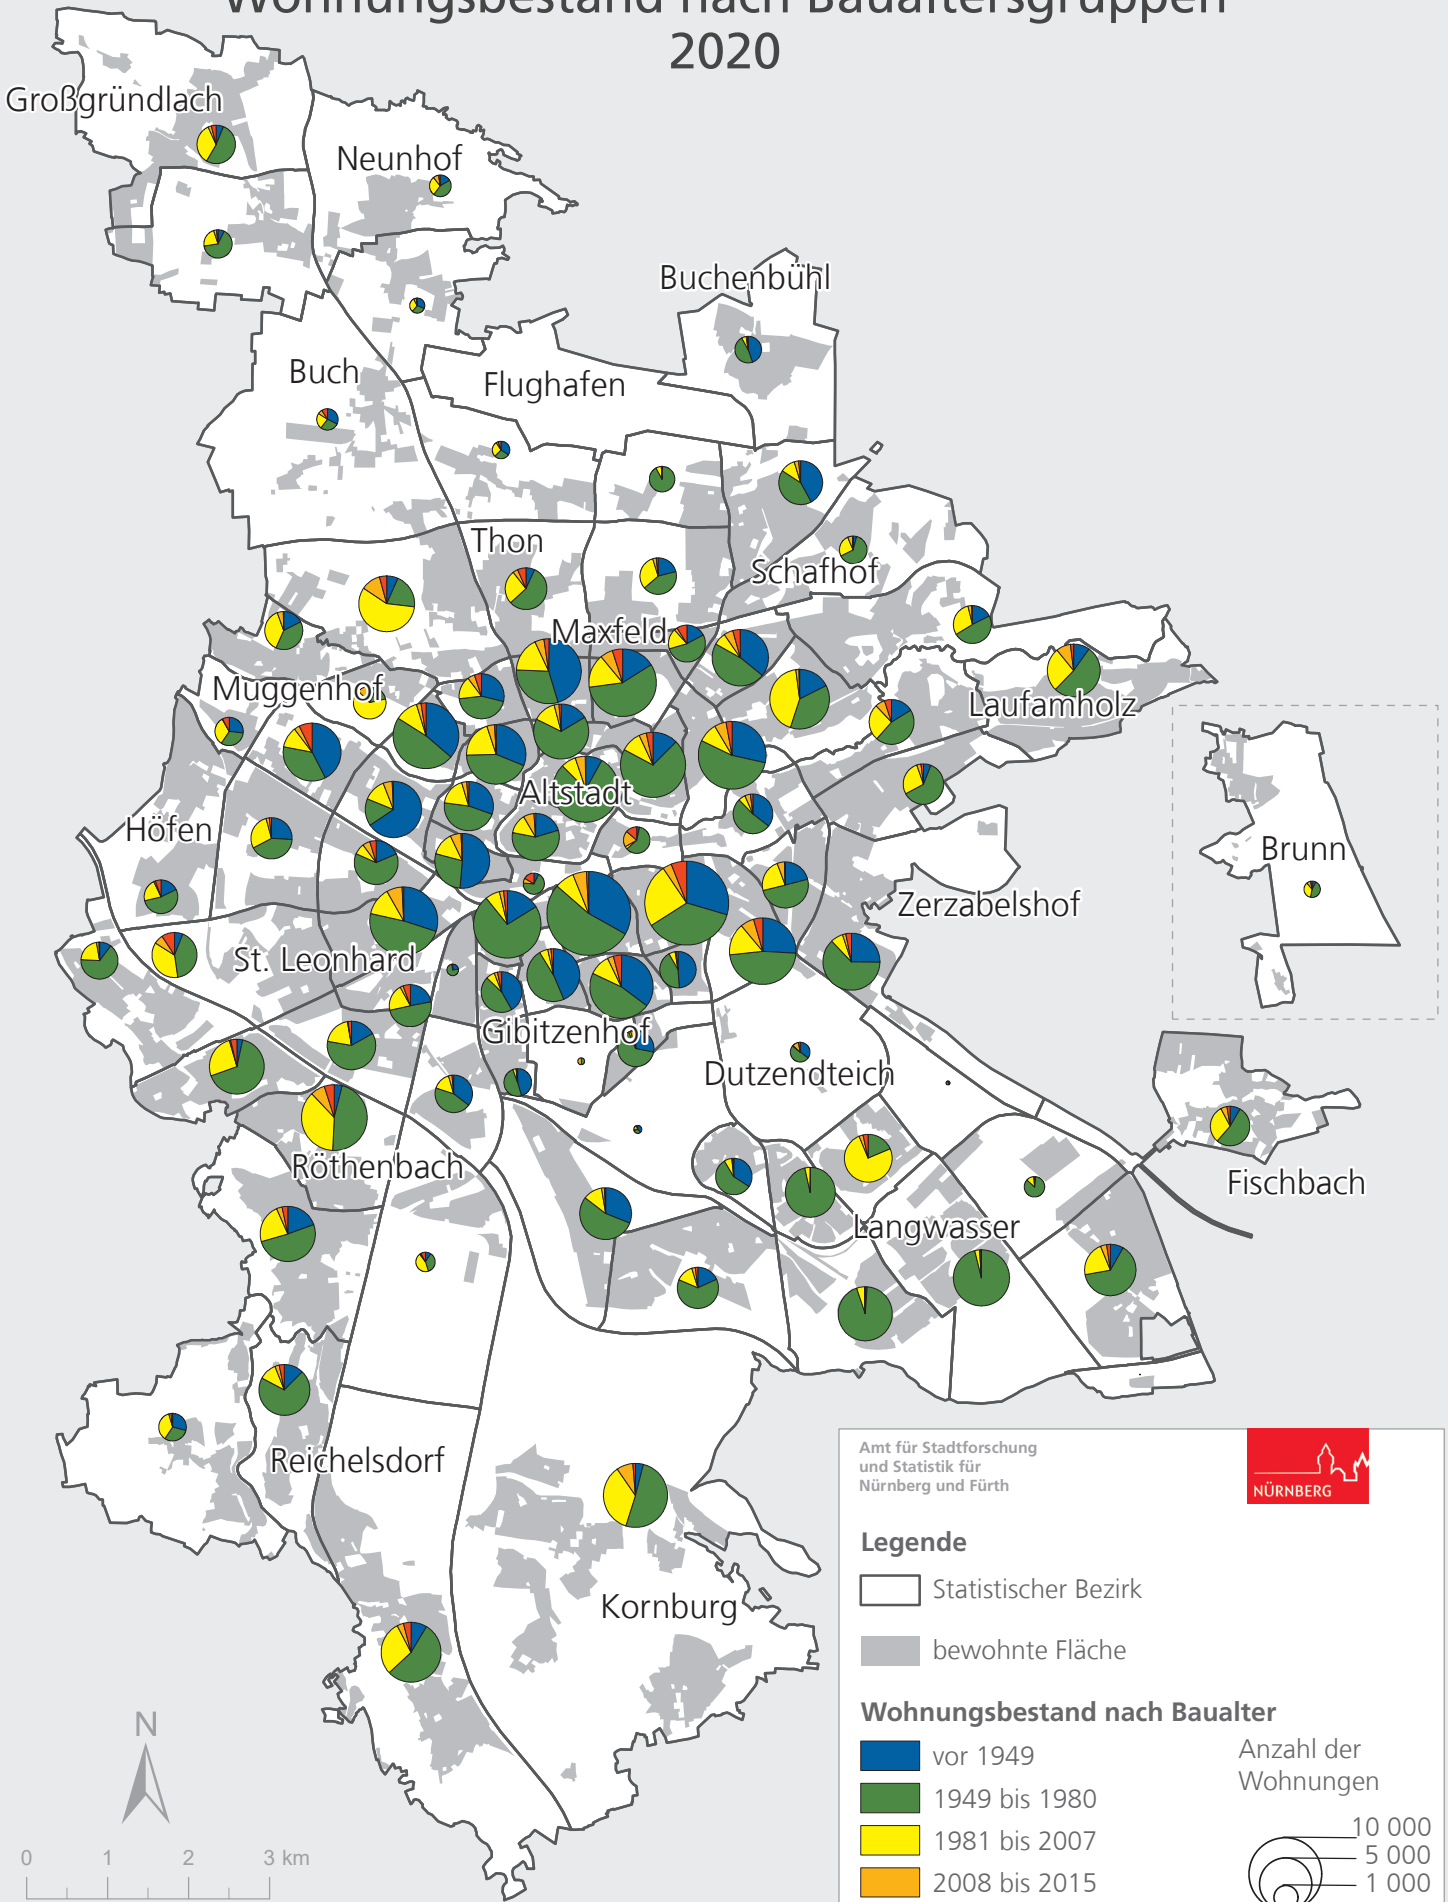 Wohnungsbestand nach Baualtersgruppen
2020
Großgründlach
Neunhof
Buchenbühl
Buch
Flughafen
Thon
Schafhof
Maxfeld
Muggenhof
Laufamholz
Altstadt
Höfen
Brunn
Zerzabelshof
St. Leonhard
Gibitzenhof
Dutzendteich
Röthenbach
Fischbach
Langwasser
Reichelsdorf
Kornburg
N
0 1 2 3 km
Amt für Stadtforschung
und Statistik für
Nürnberg und Fürth
NÜRNBERG
Legende
Statistischer Bezirk
bewohnte Fläche
Wohnungsbestand nach Baualter
vor 1949
1949 bis 1980
1981 bis 2007
2008 bis 2015
Anzahl der
Wohnungen
10 000
5 000
1 000